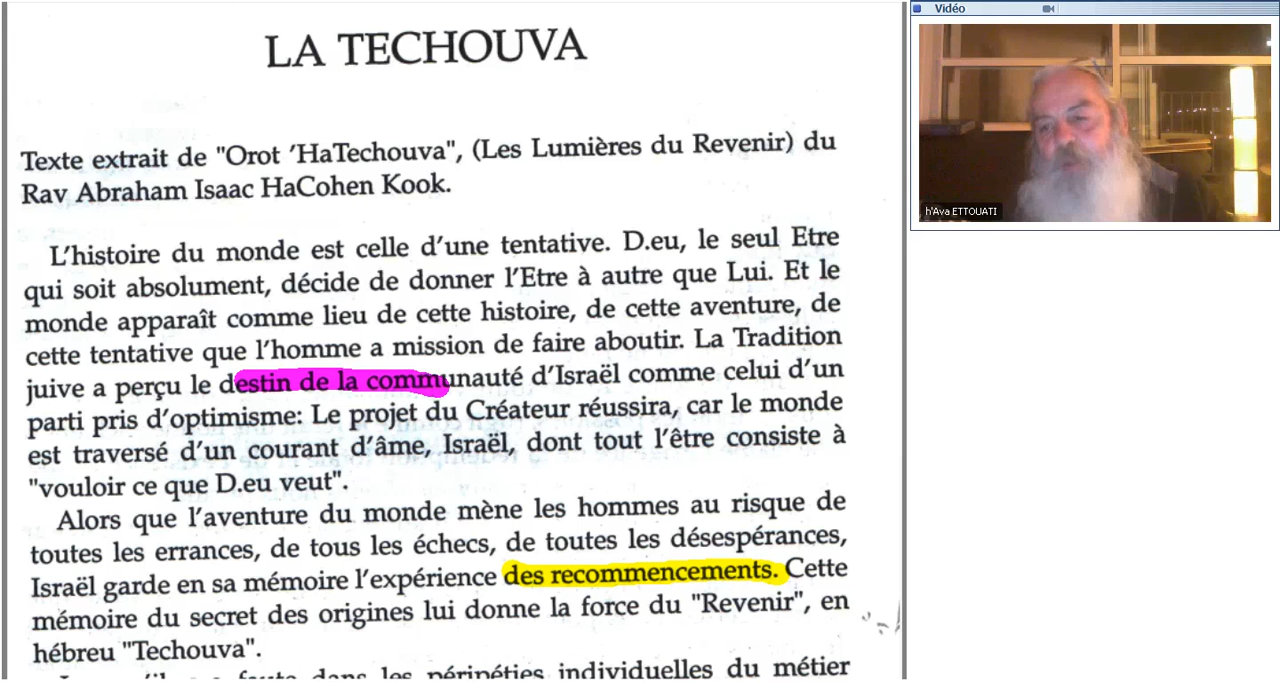 LA TECHOUVA
Texte extrait de "Orot 'HaTechouva", (Les Lumières du Revenir) du
Rav Abraham Isaac HaCohen Kook.
L'histoire du monde est celle d'une tentative. D.eu, le seul Etre
qui soit absolument, décide de donner l'Etre à autre que Lui. Et le
monde apparaît comme lieu de cette histoire, de cette aventure, de
cette tentative que l'homme a mission de faire aboutir. La Tradition
juive a perçu le destin de la communauté d'Israël comme celui d'un
parti pris d'optimisme: Le projet du Créateur réussira, car le monde
est traversé d'un courant d'âme, Israël, dont tout l'être consiste à
"vouloir ce que D.eu veut".
Alors que l'aventure du monde mène les hommes au risque de
toutes les errances, de tous les échecs, de toutes les désespérances,
Israël garde en sa mémoire l'expérience des recommencements. Cette
mémoire du secret des origines lui donne la force du "Revenir", en
hébreu "Techouva".
dans les péripéties individuelles du métier
Vidéo
h'Ava ETTOUATI